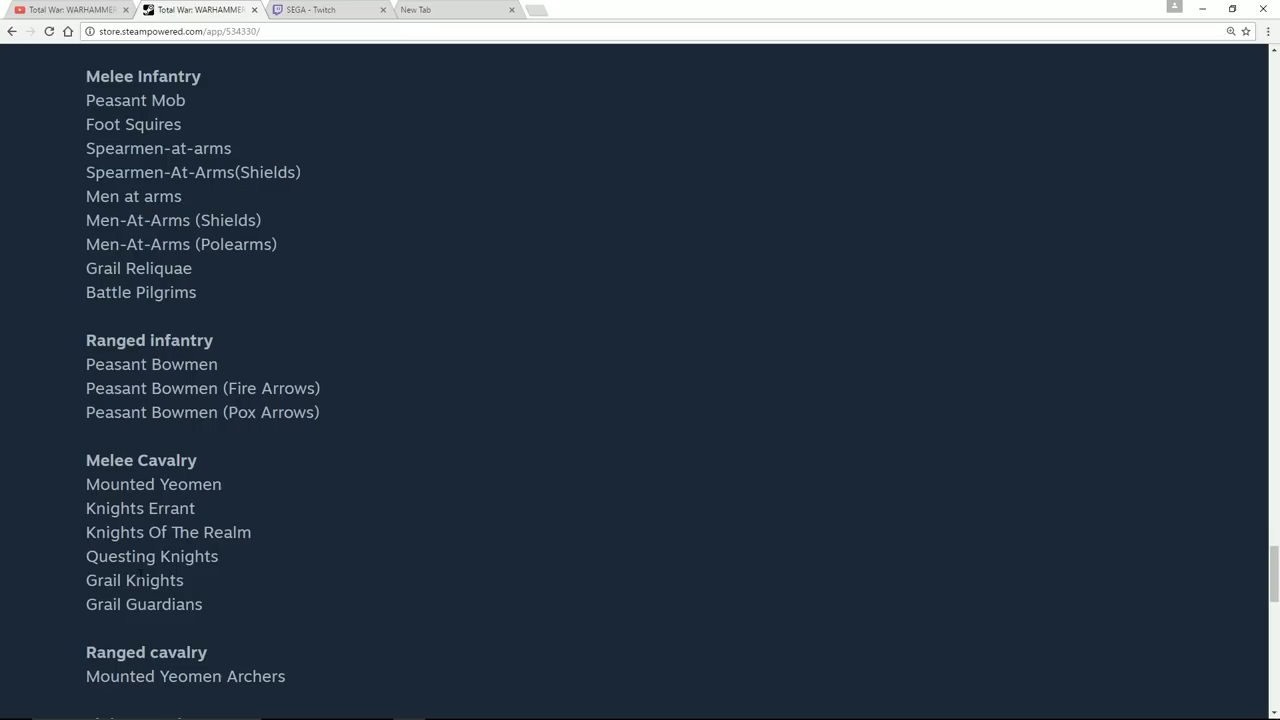 Total War: WARHAMMER
Total War: WARHAMMER
SEGA - Twitch
New Tab
store.steampowered.com/app/534330/
Melee Infantry
Peasant Mob
Foot Squires
Spearmen-at-arms
Spearmen-At-Arms(Shields)
Men at arms
Men-At-Arms (Shields)
Men-At-Arms (Polearms)
Grail Reliquae
Battle Pilgrims
Ranged infantry
Peasant Bowmen
Peasant Bowmen (Fire Arrows)
Peasant Bowmen (Pox Arrows)
Melee Cavalry
Mounted Yeomen
Knights Errant
Knights Of The Realm
Questing Knights
Grail Knights
Grail Guardians
Ranged cavalry
Mounted Yeomen Archers